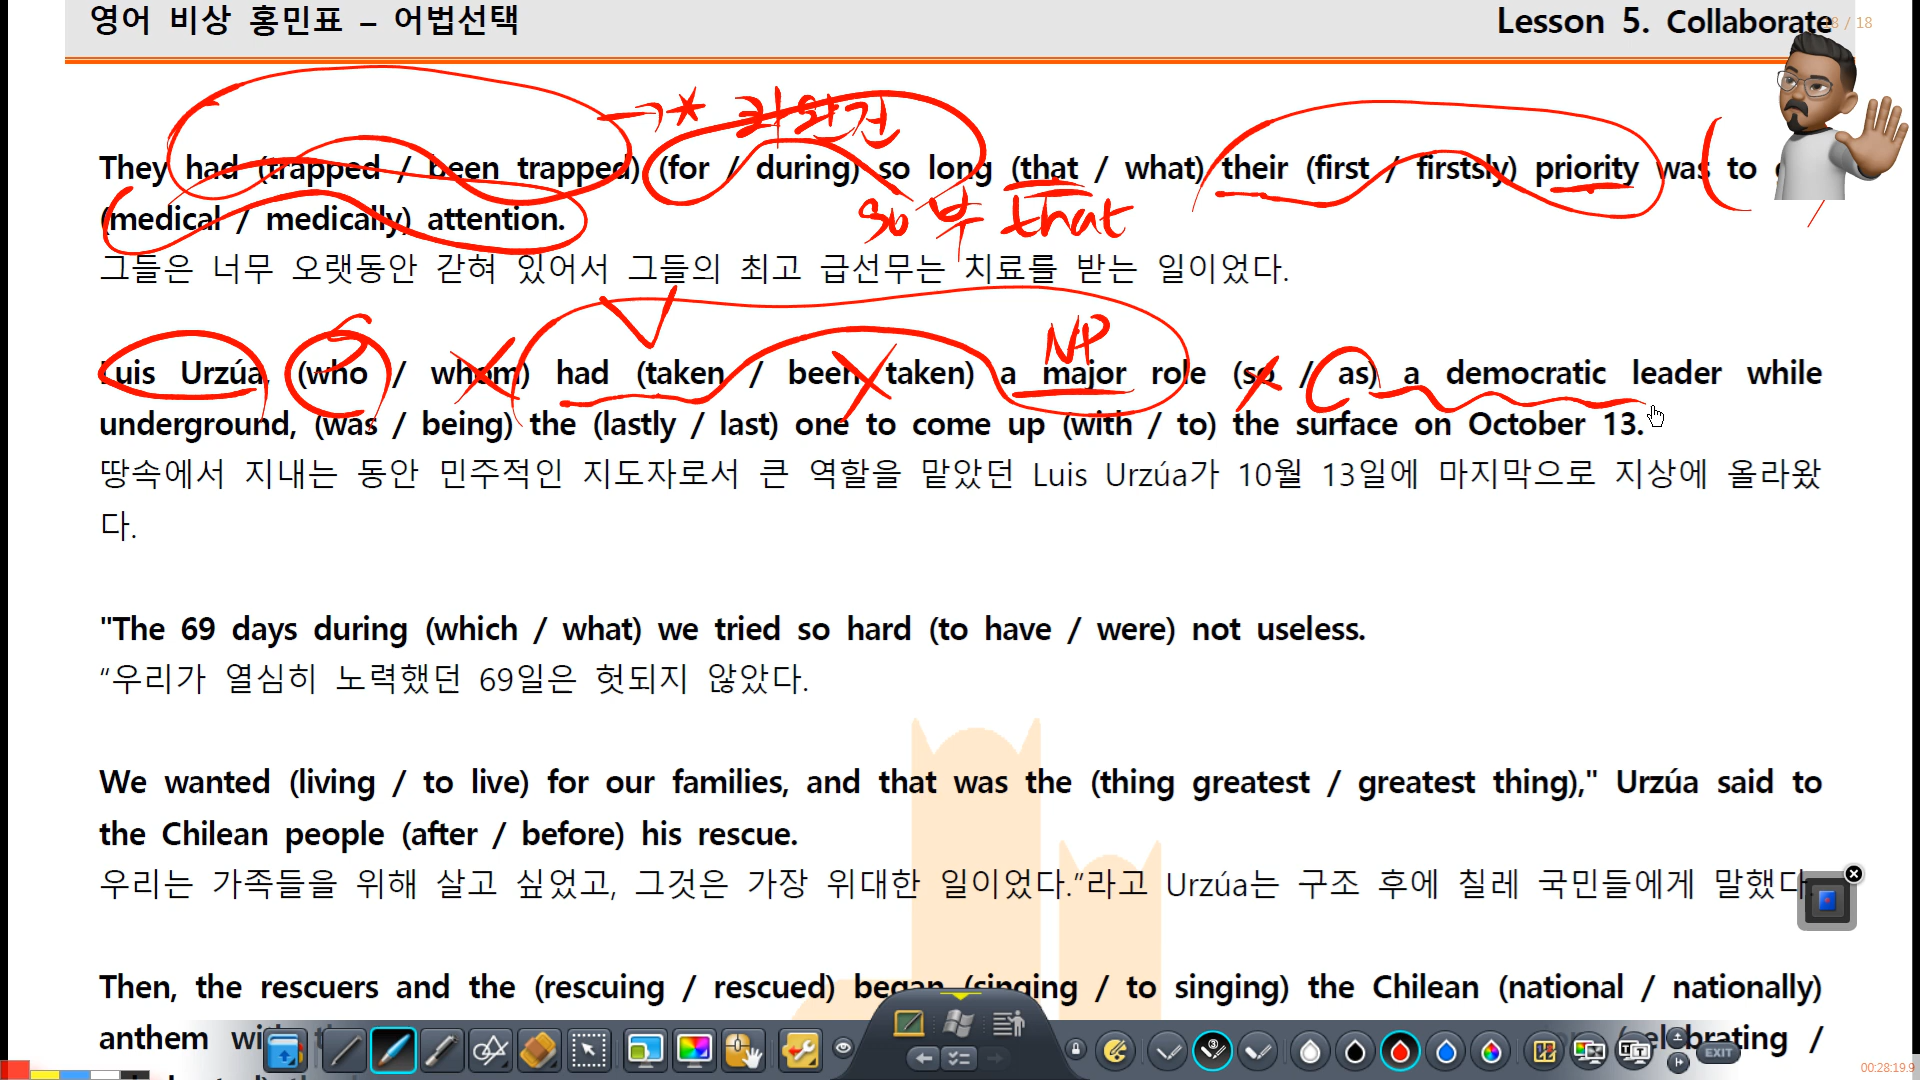 영어 비상 홍민표 – 어법선택
Lesson 5. Collaborate
/ 18
They had (trapped / been trapped) (for / during) so long (that / what) their (first / firstsly) priority was to
(medical / medically) attention.
so 부 that
그들은 너무 오랫동안 갇혀 있어서 그들의 최고 급선무는 치료를 받는 일이었다.
NP
Luis Urzúa, (who / whom) had (taken / been taken) a major role (so / as) a democratic leader while
underground, (was / being) the (lastly / last) one to come up (with / to) the surface on October 13.
땅속에서 지내는 동안 민주적인 지도자로서 큰 역할을 맡았던 Luis Urzúa가 10월 13일에 마지막으로 지상에 올라왔
다.
"The 69 days during (which / what) we tried so hard (to have / were) not useless.
“우리가 열심히 노력했던 69일은 헛되지 않았다.
We wanted (living / to live) for our families, and that was the (thing greatest / greatest thing)," Urzúa said to
the Chilean people (after / before) his rescue.
우리는 가족들을 위해 살고 싶었고, 그것은 가장 위대한 일이었다.”라고 Urzúa는 구조 후에 칠레 국민들에게 말했다.
Then, the rescuers and the (rescuing / rescued) began (singing / to singing) the Chilean (national / nationally)
anthem
EXIT
00:28:19.9